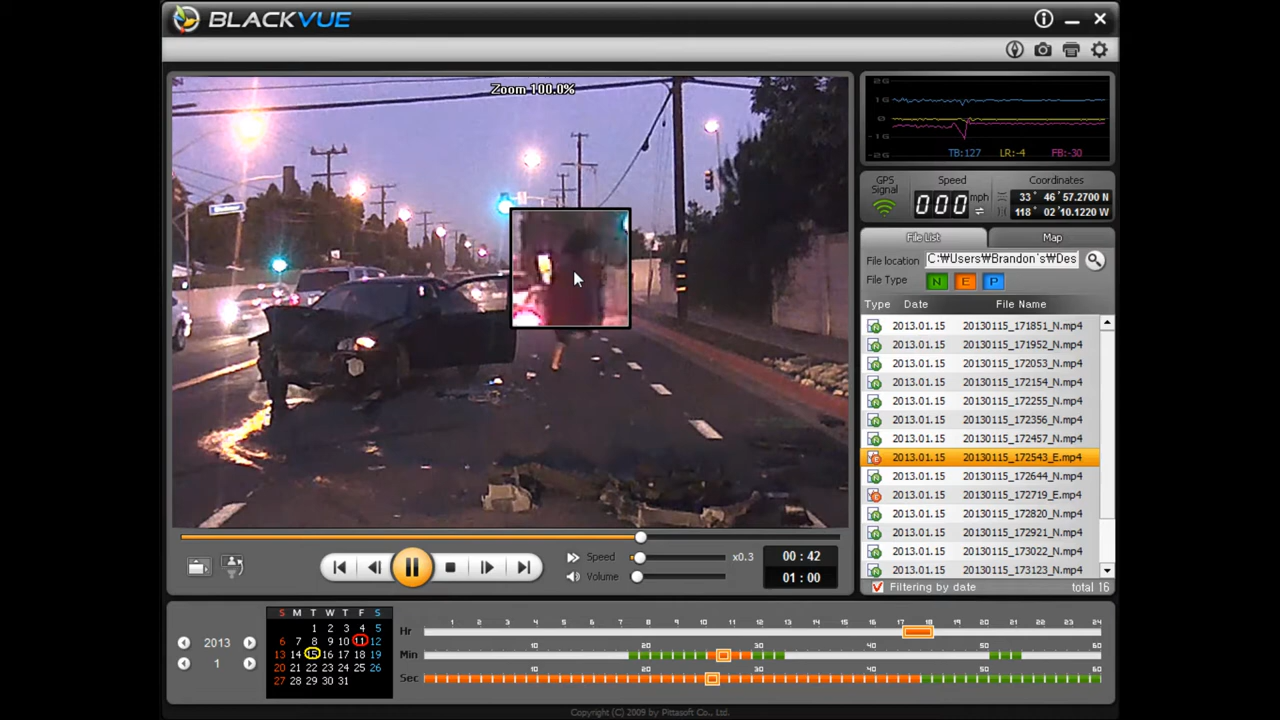 BLACKVUE
Zoom 100.0%
2G
1G
0
-1G
-2G
TB:127 LR:-4 FB:-30
GPS Signal
Speed
000 mph
Coordinates
33 ˚ 46 ' 57.2700 N
118 ˚ 02 ' 10.1220 W
File List Map
File location C:₩Users₩Brandon's₩Des
File Type N E P
Type Date File Name
2013.01.15 20130115_171851_N.mp4
2013.01.15 20130115_171952_N.mp4
2013.01.15 20130115_172053_N.mp4
2013.01.15 20130115_172154_N.mp4
2013.01.15 20130115_172255_N.mp4
2013.01.15 20130115_172356_N.mp4
2013.01.15 20130115_172457_N.mp4
2013.01.15 20130115_172543_E.mp4
2013.01.15 20130115_172644_N.mp4
2013.01.15 20130115_172719_E.mp4
2013.01.15 20130115_172820_N.mp4
2013.01.15 20130115_172921_N.mp4
2013.01.15 20130115_173022_N.mp4
2013.01.15 20130115_173123_N.mp4
Filtering by date total 16
Speed x0.3
Volume
00 : 42
01 : 00
2013
1
S M T W T F S
1 2 3 4 5
6 7 8 9 10 11 12
13 14 15 16 17 18 19
20 21 22 23 24 25 26
27 28 29 30 31
Hr 1 2 3 4 5 6 7 8 9 10 11 12 13 14 15 16 17 18 19 20 21 22 23 24
Min 10 20 30 40 50 60
Sec 10 20 30 40 50 60
Copyright (C) 2009 by Pittasoft Co., Ltd.